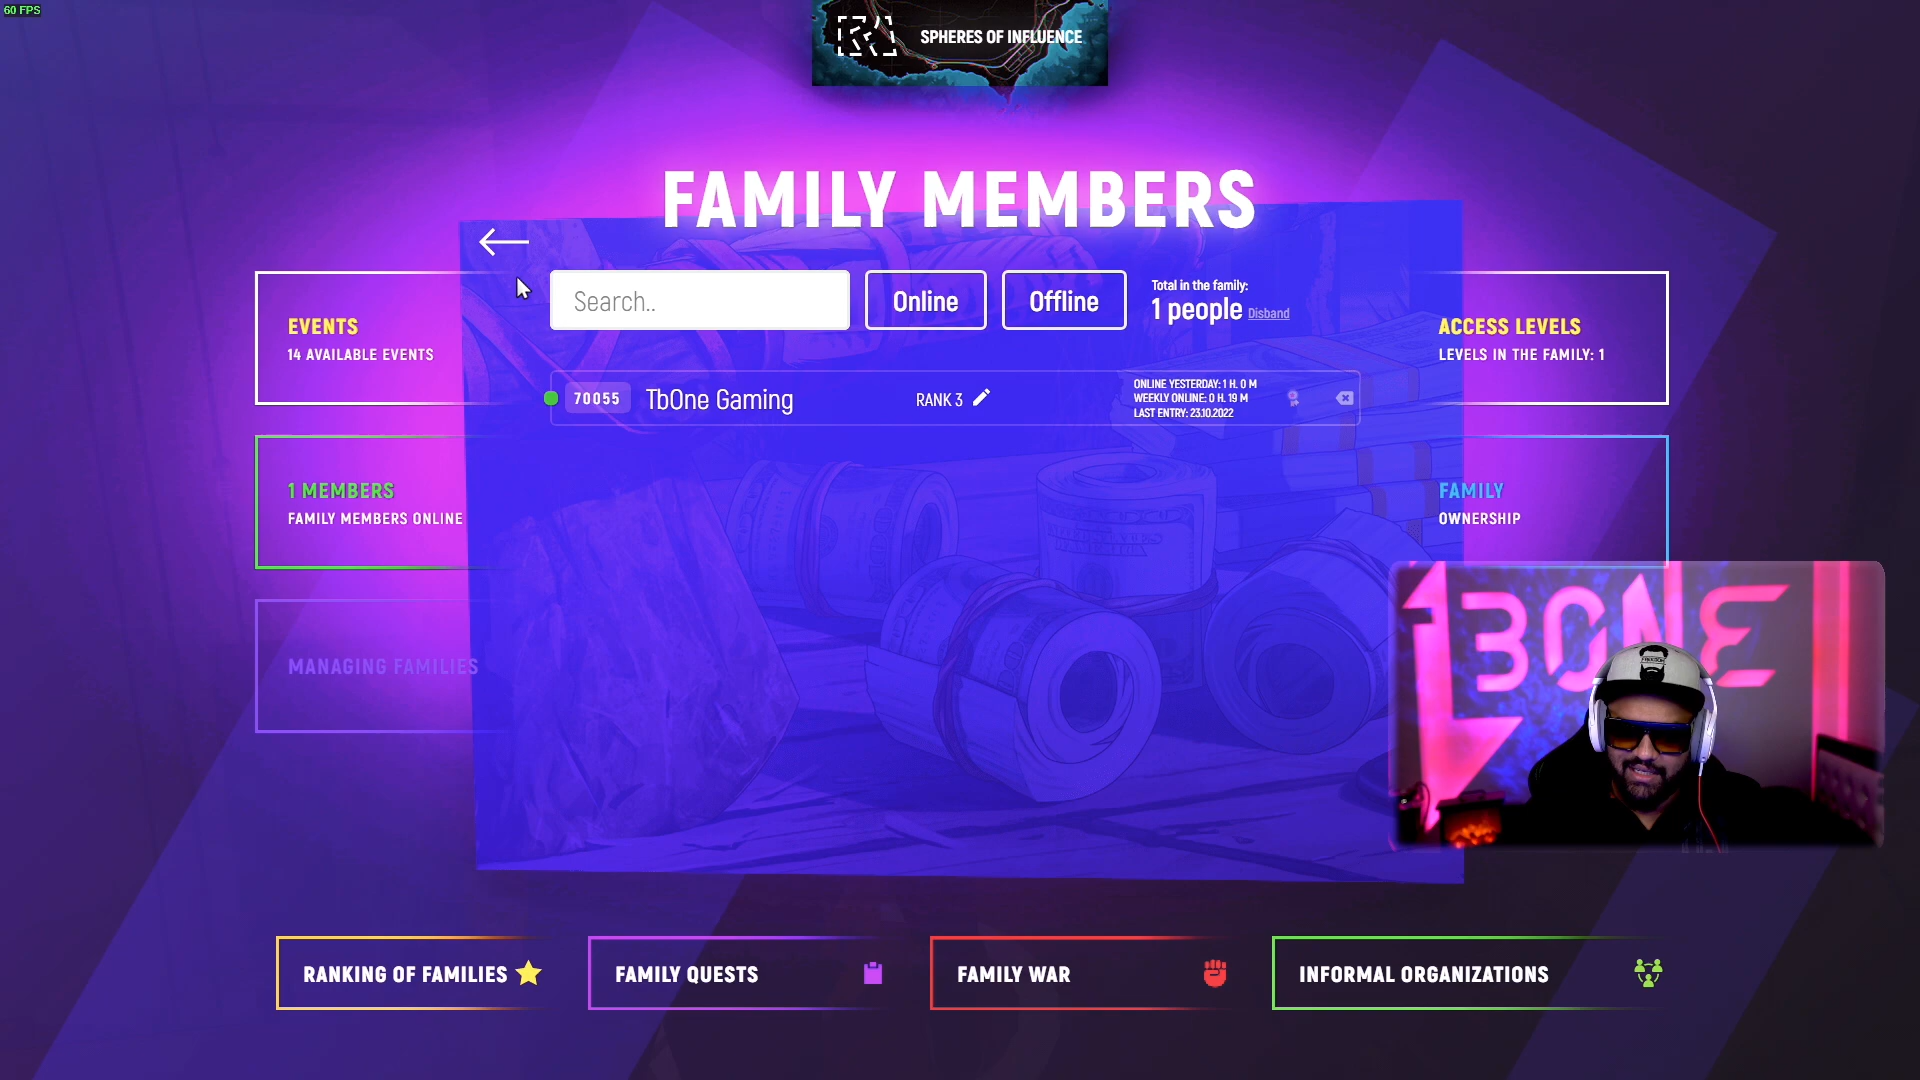 60 FPS
SPHERES OF INFLUENCE
FAMILY MEMBERS
Search..
Online
Offline
Total in the family:
1 people Disband
EVENTS
14 AVAILABLE EVENTS
ACCESS LEVELS
LEVELS IN THE FAMILY: 1
70055 TbOne Gaming RANK 3
ONLINE YESTERDAY: 1 H. 0 M
WEEKLY ONLINE: 0 H. 19 M
LAST ENTRY: 23.10.2022
1 MEMBERS
FAMILY MEMBERS ONLINE
FAMILY
OWNERSHIP
MANAGING FAMILIES
RANKING OF FAMILIES
FAMILY QUESTS
FAMILY WAR
INFORMAL ORGANIZATIONS